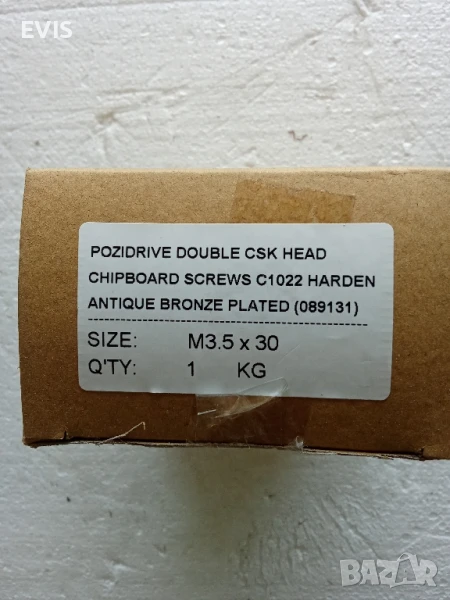 EVIS
POZIDRIVE DOUBLE CSK HEAD
CHIPBOARD SCREWS C1022 HARDEN
ANTIQUE BRONZE PLATED (089131)
SIZE: M3.5 x 30
Q'TY: 1 KG
BAZAR